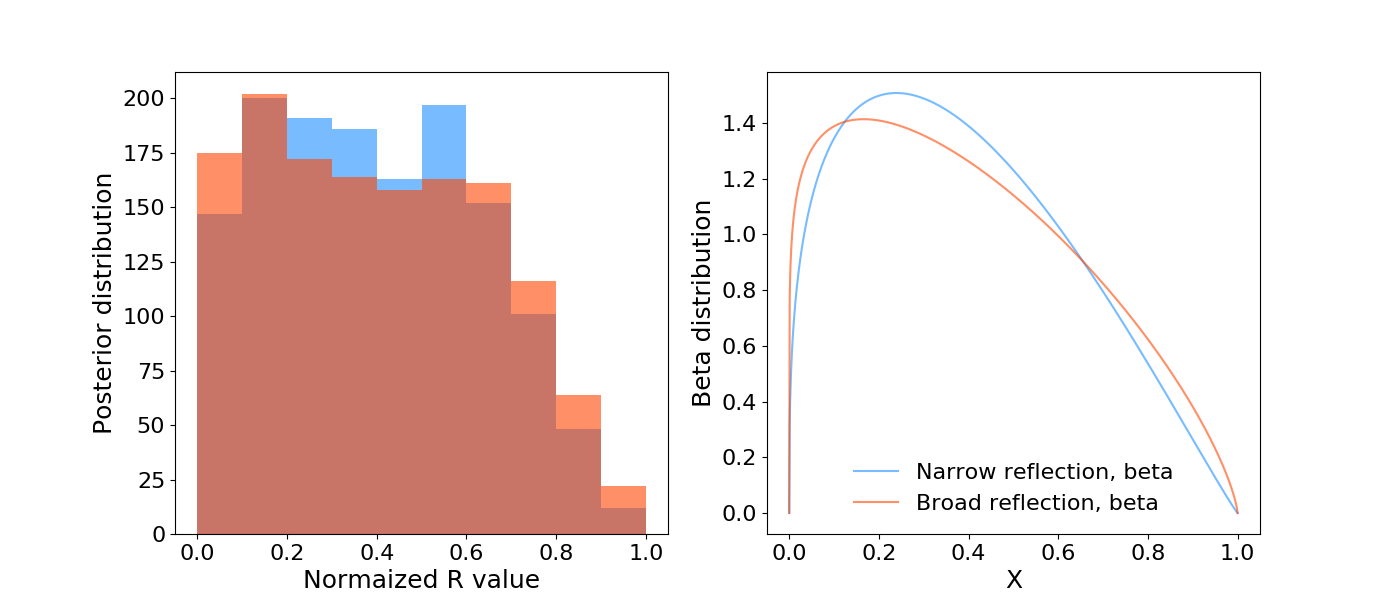 Posterior distribution
200
175
150
125
100
75
50
25
0
0.0 0.2 0.4 0.6 0.8 1.0
Normaized R value
Beta distribution
1.4
1.2
1.0
0.8
0.6
0.4
0.2
0.0
Narrow reflection, beta
Broad reflection, beta
0.0 0.2 0.4 0.6 0.8 1.0
X